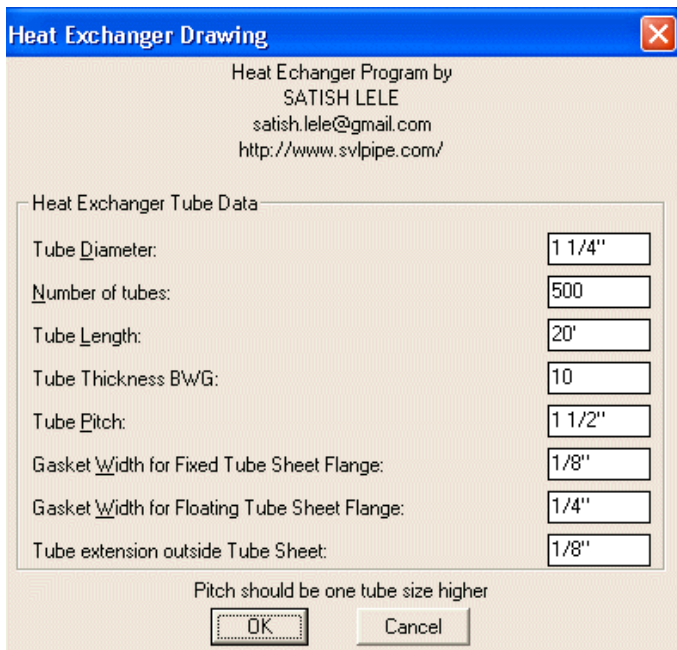 Heat Exchanger Drawing
Heat Echanger Program by
SATISH LELE
satish.lele@gmail.com
http://www.svlpipe.com/
Heat Exchanger Tube Data
Tube Diameter: 1 1/4"
Number of tubes: 500
Tube Length: 20'
Tube Thickness BWG: 10
Tube Pitch: 1 1/2"
Gasket Width for Fixed Tube Sheet Flange: 1/8"
Gasket Width for Floating Tube Sheet Flange: 1/4"
Tube extension outside Tube Sheet: 1/8"
Pitch should be one tube size higher
OK Cancel